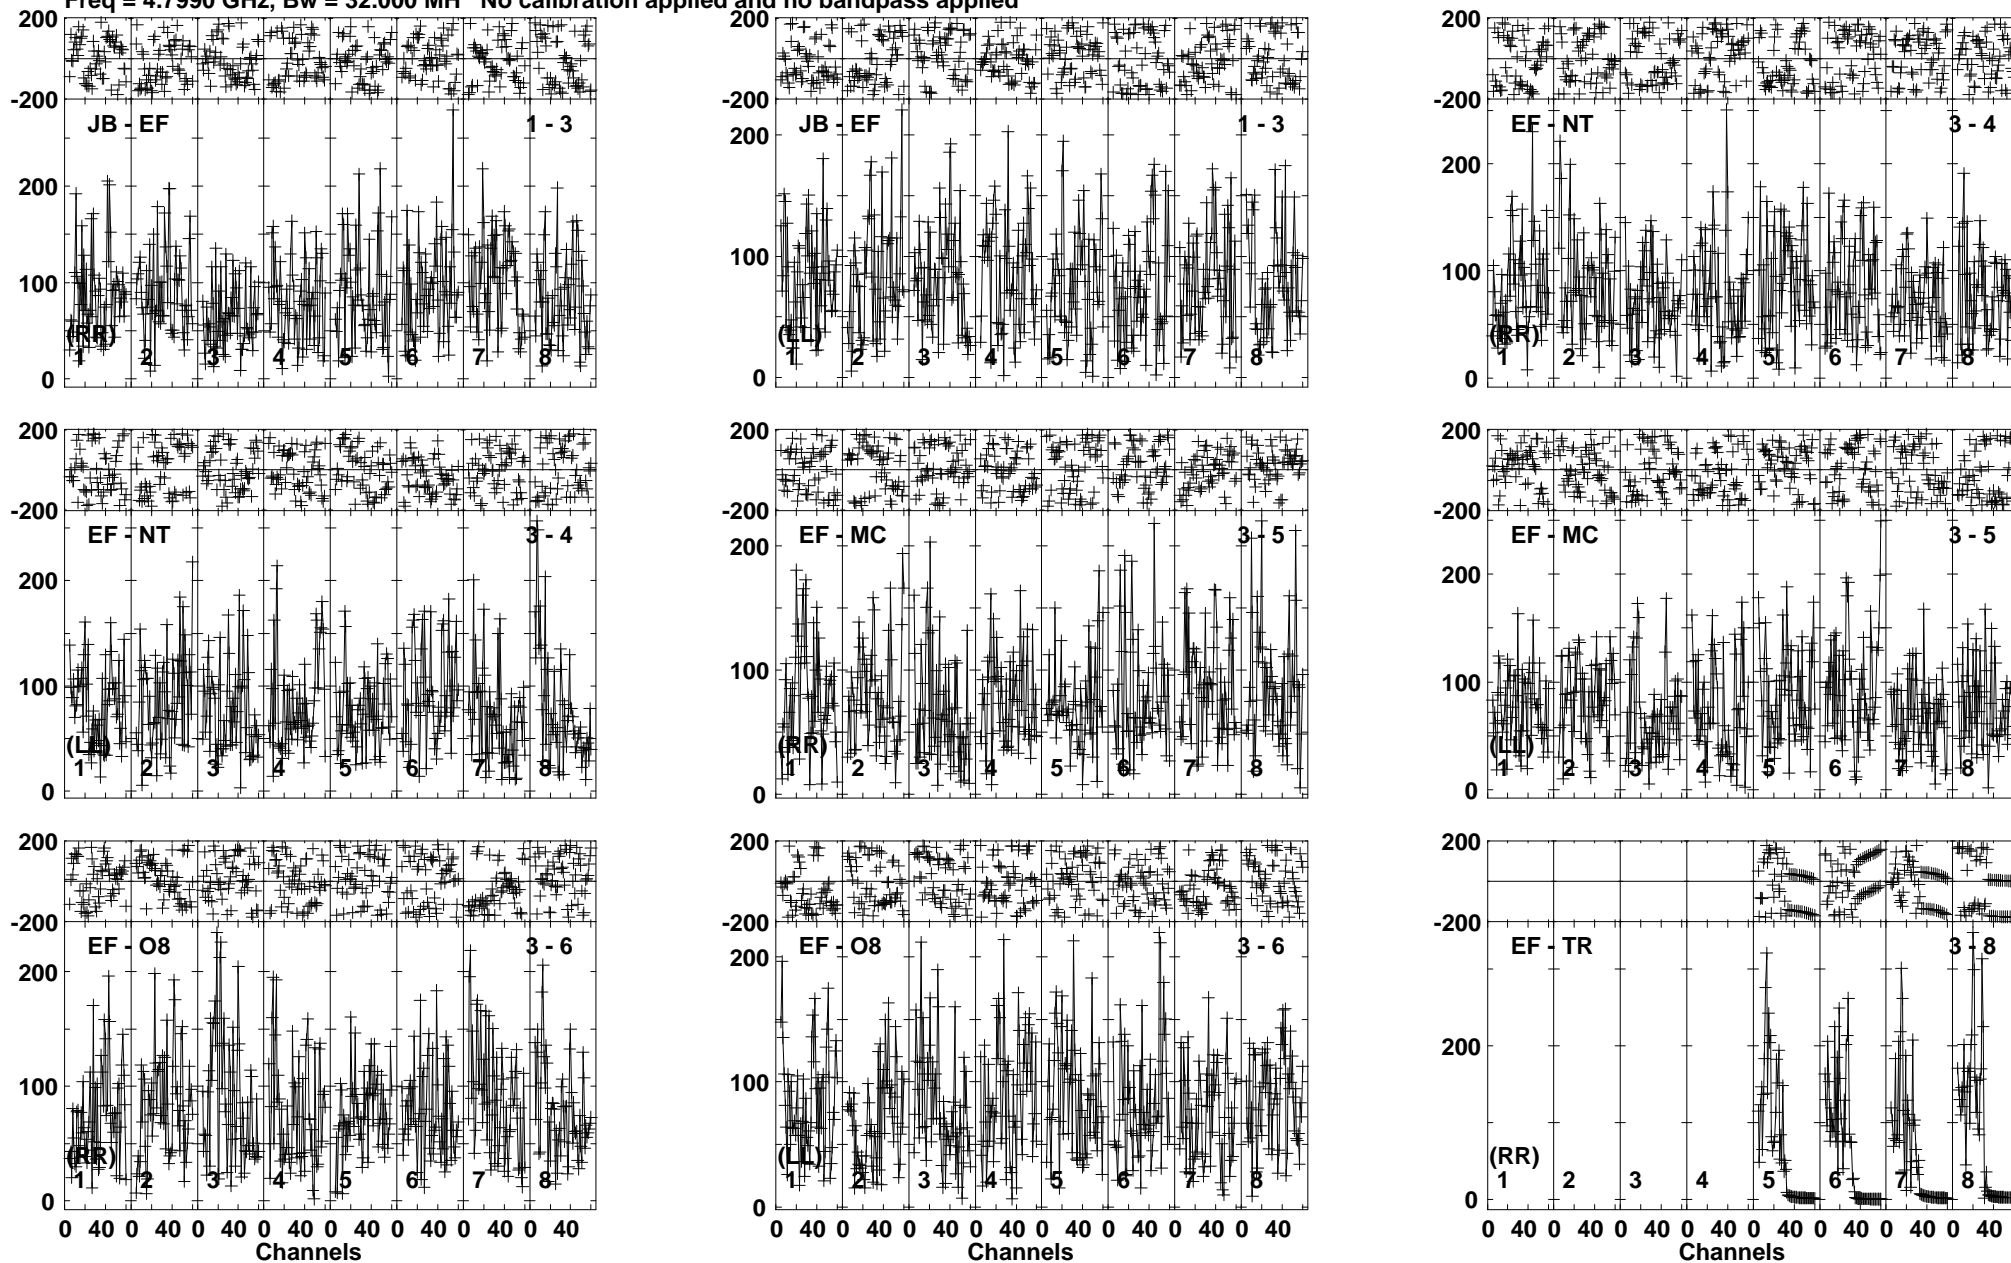 Freq = 4.7990 GHz, Bw = 32.000 MH No calibration applied and no bandpass applied
200 200 200
-200 -200 -200
JB - EF 1 - 3 JB - EF 1 - 3 EF - NT 3 - 4
200 200 200
100 100 100
(RR) (LL) (RR)
1 2 3 4 5 6 7 8 1 2 3 4 5 6 7 8 1 2 3 4 5 6 7 8
0 0 0
200 200 200
-200 -200 -200
EF - NT 3 - 4 EF - MC 3 - 5 EF - MC 3 - 5
200 200 200
100 100 100
(LL) (RR) (LL)
1 2 3 4 5 6 7 8 1 2 3 4 5 6 7 8 1 2 3 4 5 6 7 8
0 0 0
200 200 200
-200 -200 -200
EF - O8 3 - 6 EF - O8 3 - 6 EF - TR 3 - 8
200 200 200
100 100
(RR) (LL) (RR)
1 2 3 4 5 6 7 8 1 2 3 4 5 6 7 8 1 2 3 4 5 6 7 8
0 0 0
0 40 0 40 0 40 0 40 0 40 0 40 0 40 0 40 0 40 0 40 0 40 0 40 0 40 0 40 0 40 0 40 0 40 0 40 0 40 0 40 0 40 0 40 0 40 0 40
Channels Channels Channels